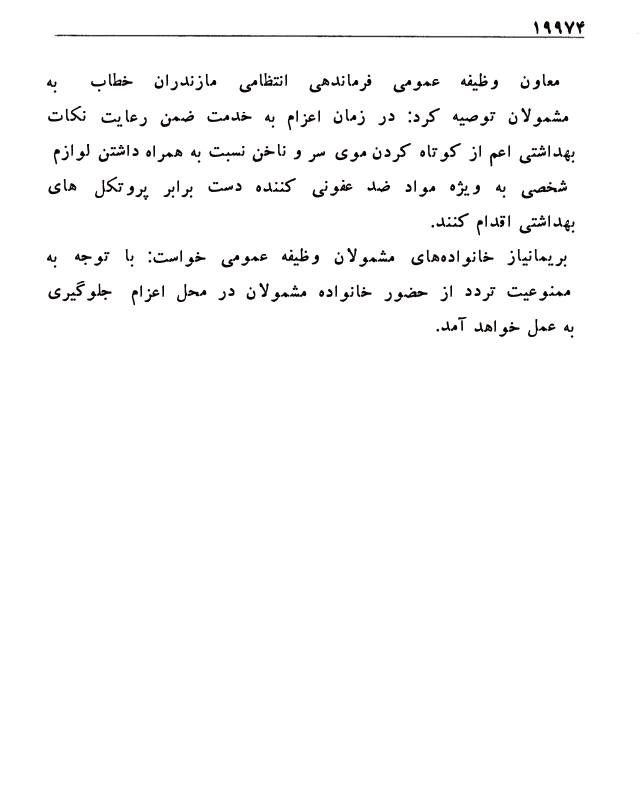 ۱۹۹۷۴
معاون وظیفه عمومی فرماندهی انتظامی مازندران خطاب به
مشمولان توصیه کرد: در زمان اعزام به خدمت ضمن رعایت نکات
بهداشتی اعم از کوتاه کردن موی سر و ناخن نسبت به همراه داشتن لوازم
شخصی به ویژه مواد ضد عفونی کننده دست برابر پروتکل های
بهداشتی اقدام کنند.
بریمانیاز خانواده‌های مشمولان وظیفه عمومی خواست: با توجه به
ممنوعیت تردد از حضور خانواده مشمولان در محل اعزام جلوگیری
به عمل خواهد آمد.